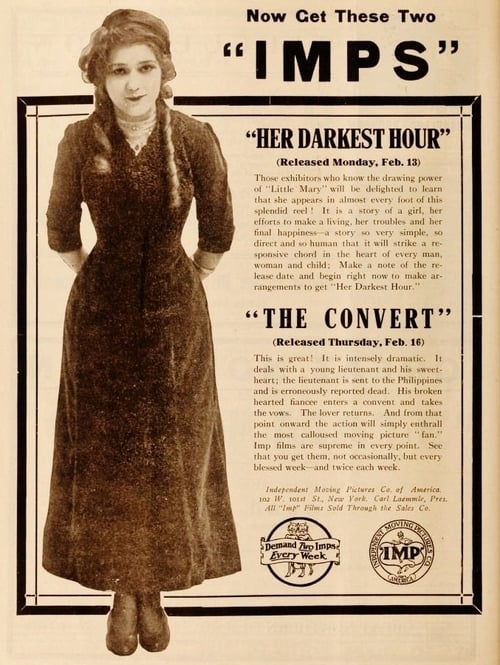 Now Get These Two
"IMPS"
"HER DARKEST HOUR"
(Released Monday, Feb. 13)
Those exhibitors who know the drawing power
of "Little Mary" will be delighted to learn
that she appears in almost every foot of this
splendid reel! It is a story of a girl, her
efforts to make a living, her troubles and her
final happiness—a story so very simple, so
direct and so human that it will strike a re-
sponsive chord in the heart of every man,
woman and child; Make a note of the re-
lease date and begin right now to make ar-
rangements to get "Her Darkest Hour."
"THE CONVERT"
(Released Thursday, Feb. 16)
This is great! It is intensely dramatic. It
deals with a young lieutenant and his sweet-
heart; the lieutenant is sent to the Philippines
and is erroneously reported dead. His broken
hearted fiancee enters a convent and takes
the vows. The lover returns. And from that
point onward the action will simply enthrall
the most calloused moving picture "fan."
Imp films are supreme in every point. See
that you get them, not occasionally, but every
blessed week—and twice each week.
Independent Moving Pictures Co. of America.
102 W. 101st St., New York. Carl Laemmle, Pres.
All "Imp" Films Sold Through the Sales Co.
Demand Two Imps
Every Week
INDEPENDENT MOVING PICTURES CO.
IMP
AMERICA